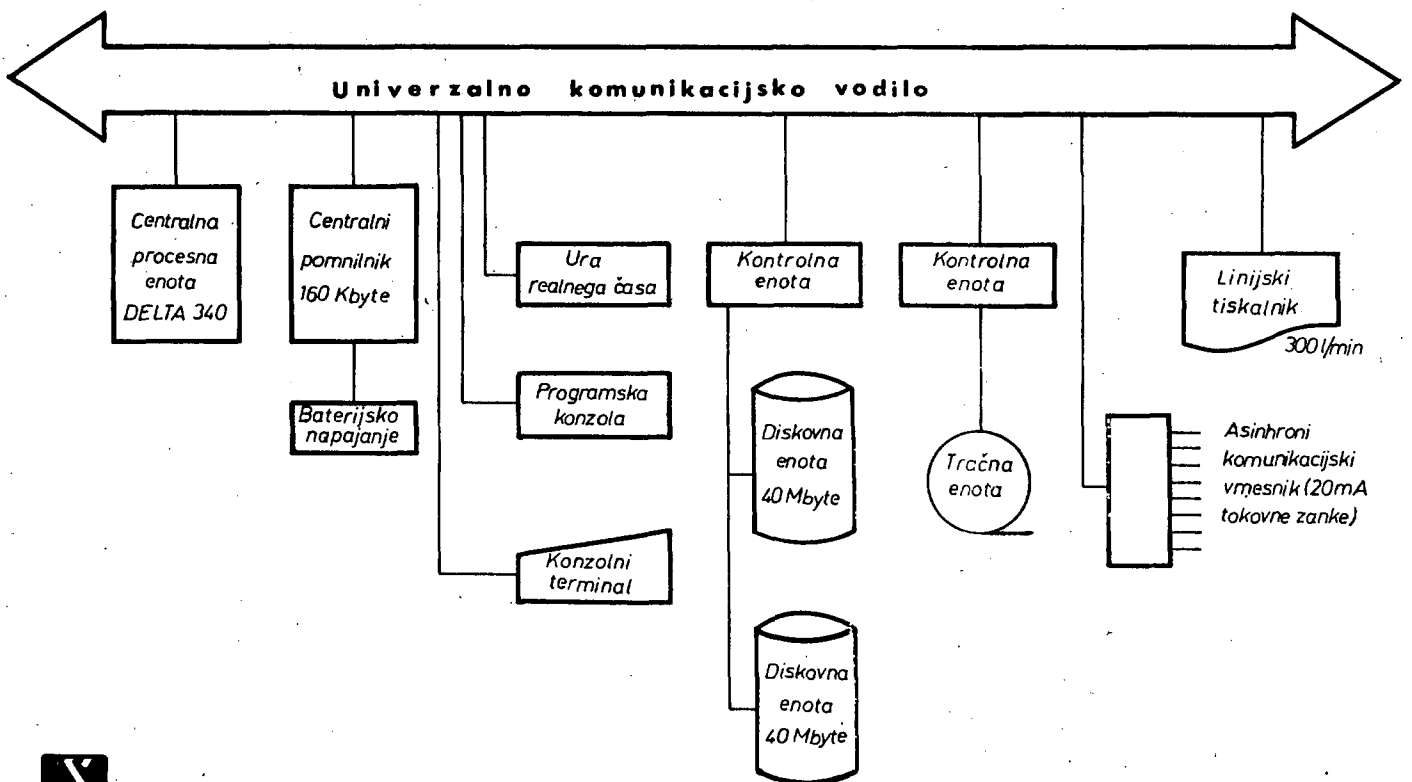 Univerzalno komunikacijsko vodilo
Centralna
procesna
enota
DELTA 340
Centralni
pomnilnik
160 Kbyte
Baterijsko
napajanje
Ura
realnega časa
Programska
konzola
Konzolni
terminal
Kontrolna
enota
Diskovna
enota
40 Mbyte
Diskovna
enota
40 Mbyte
Kontrolna
enota
Tračna
enota
Linijski
tiskalnik
300 l/min
Asinhroni
komunikacijski
vmesnik (20mA
tokovne zanke)